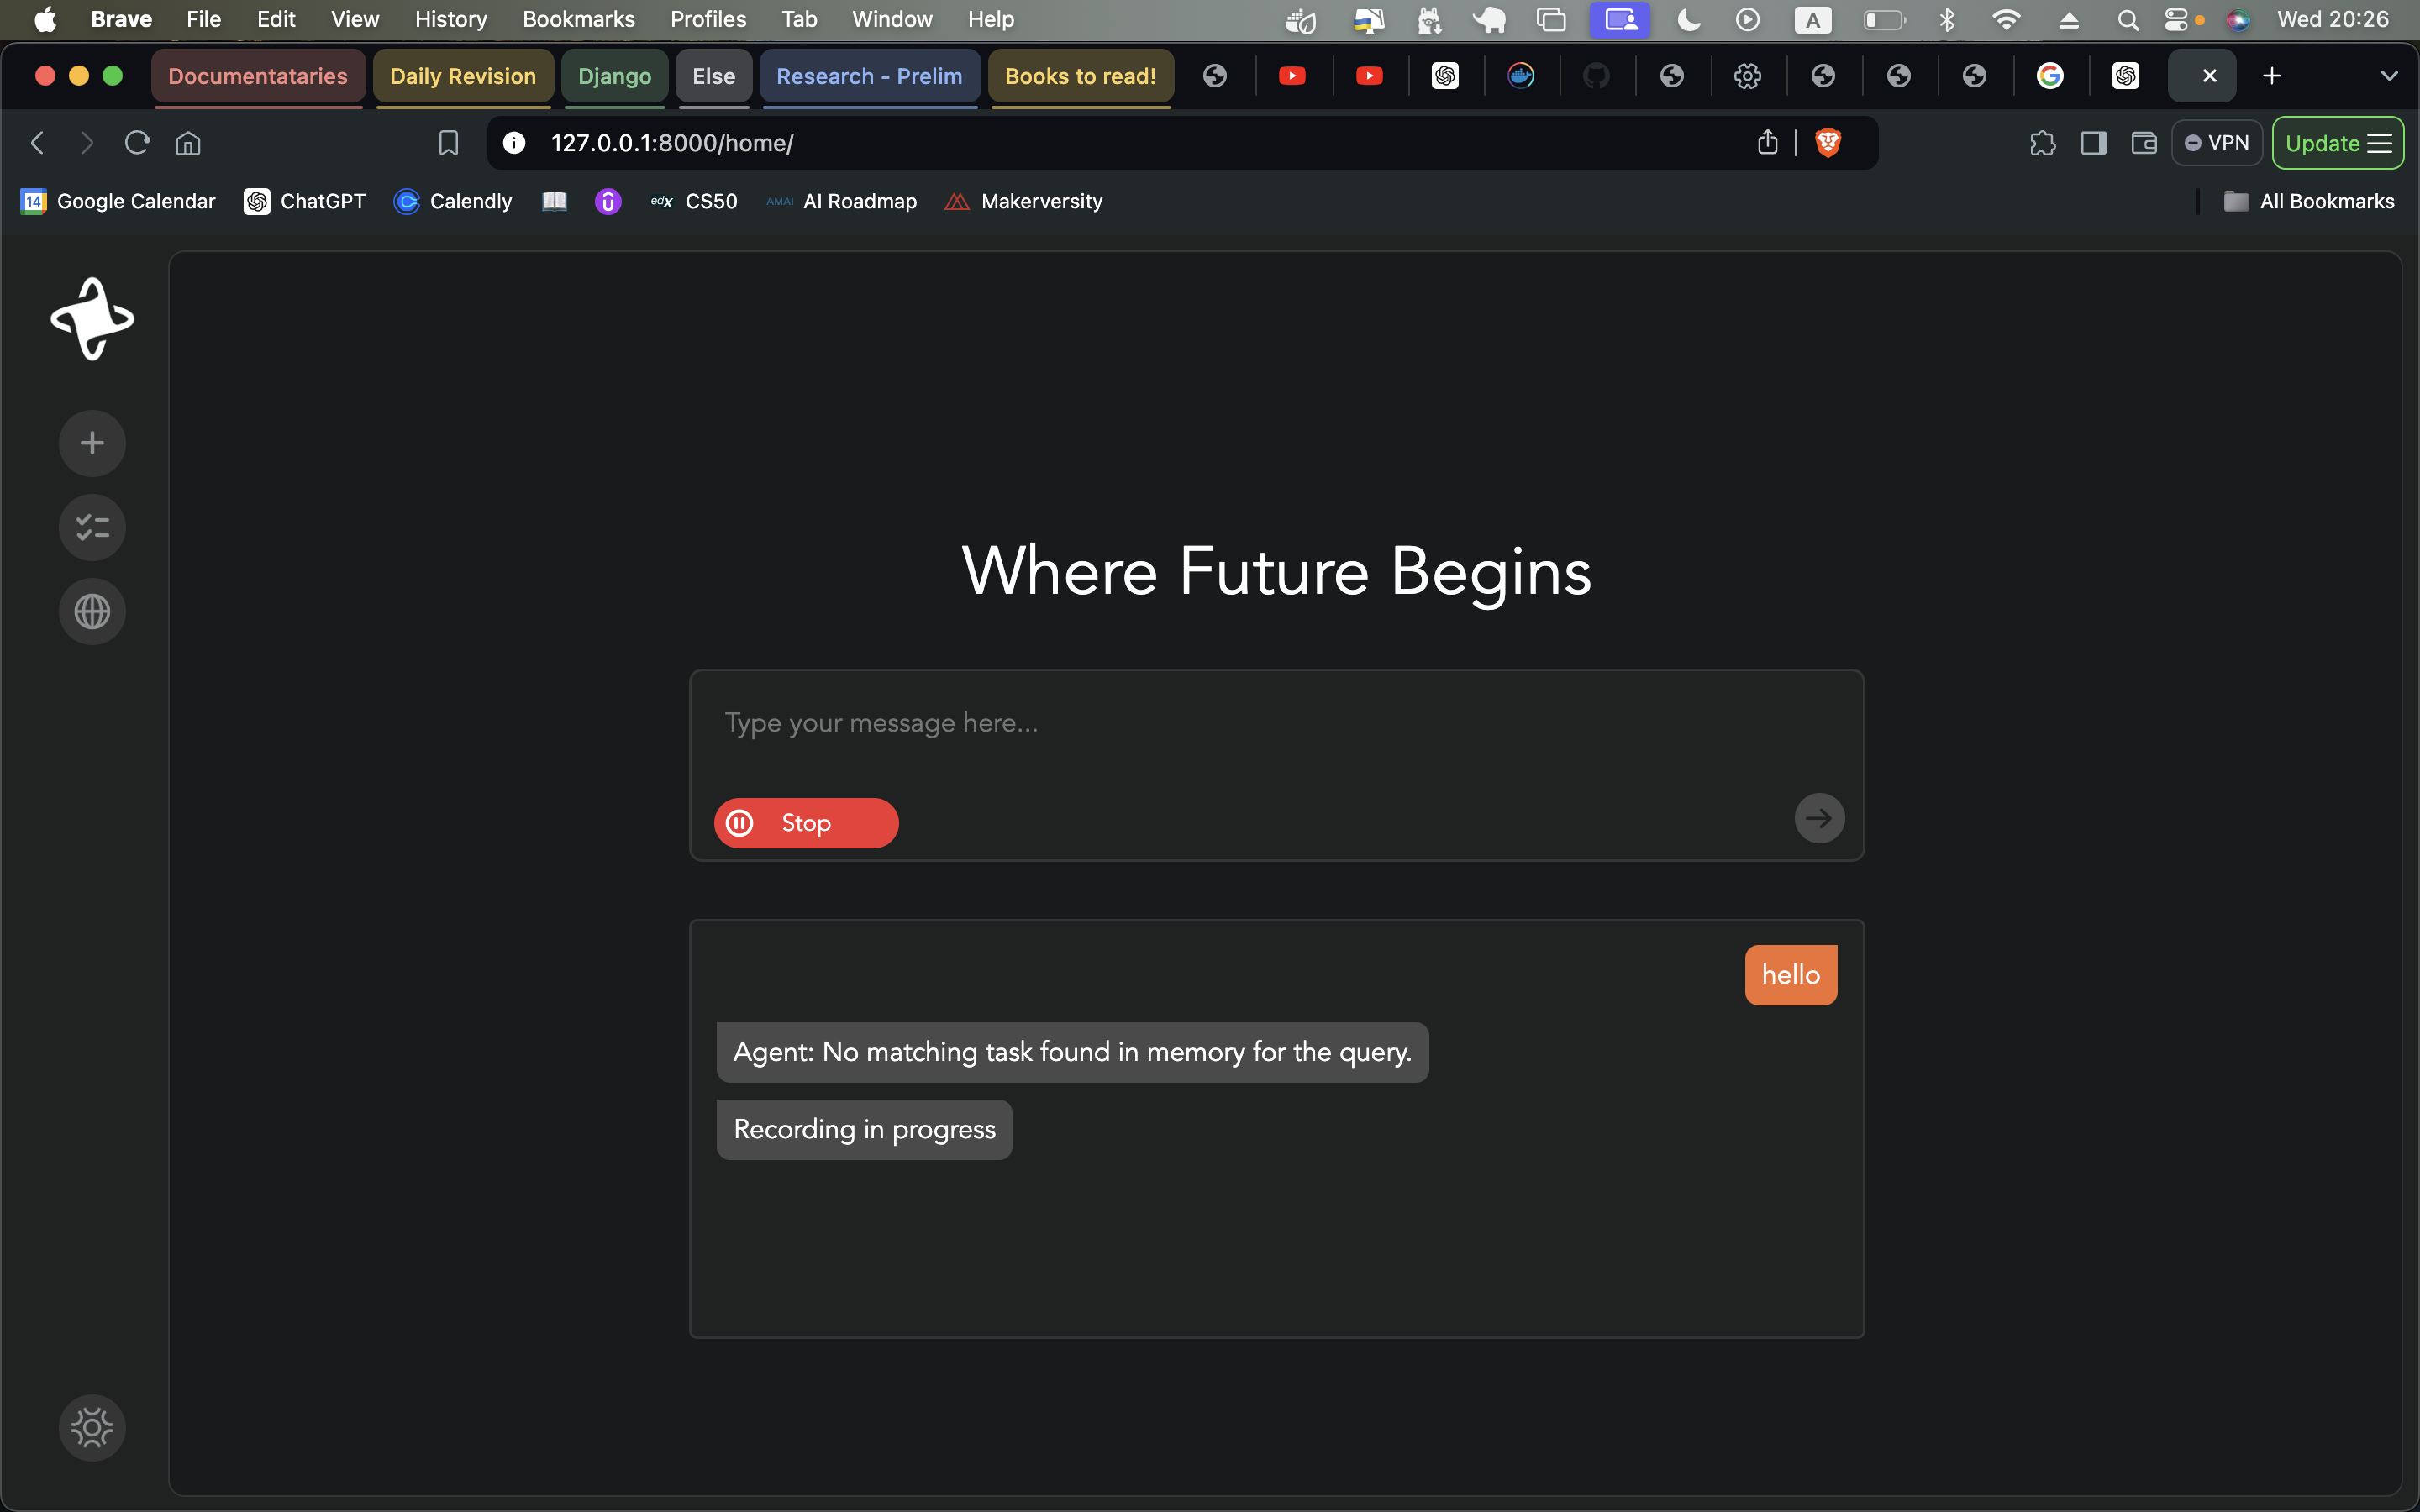 Brave File Edit View History Bookmarks Profiles Tab Window Help A Wed 20:26
Documentataries Daily Revision Django Else Research - Prelim Books to read!
127.0.0.1:8000/home/ VPN Update
14 Google Calendar ChatGPT Calendly edX CS50 AMAI AI Roadmap Makerversity All Bookmarks
Where Future Begins
Type your message here...
Stop
hello
Agent: No matching task found in memory for the query.
Recording in progress